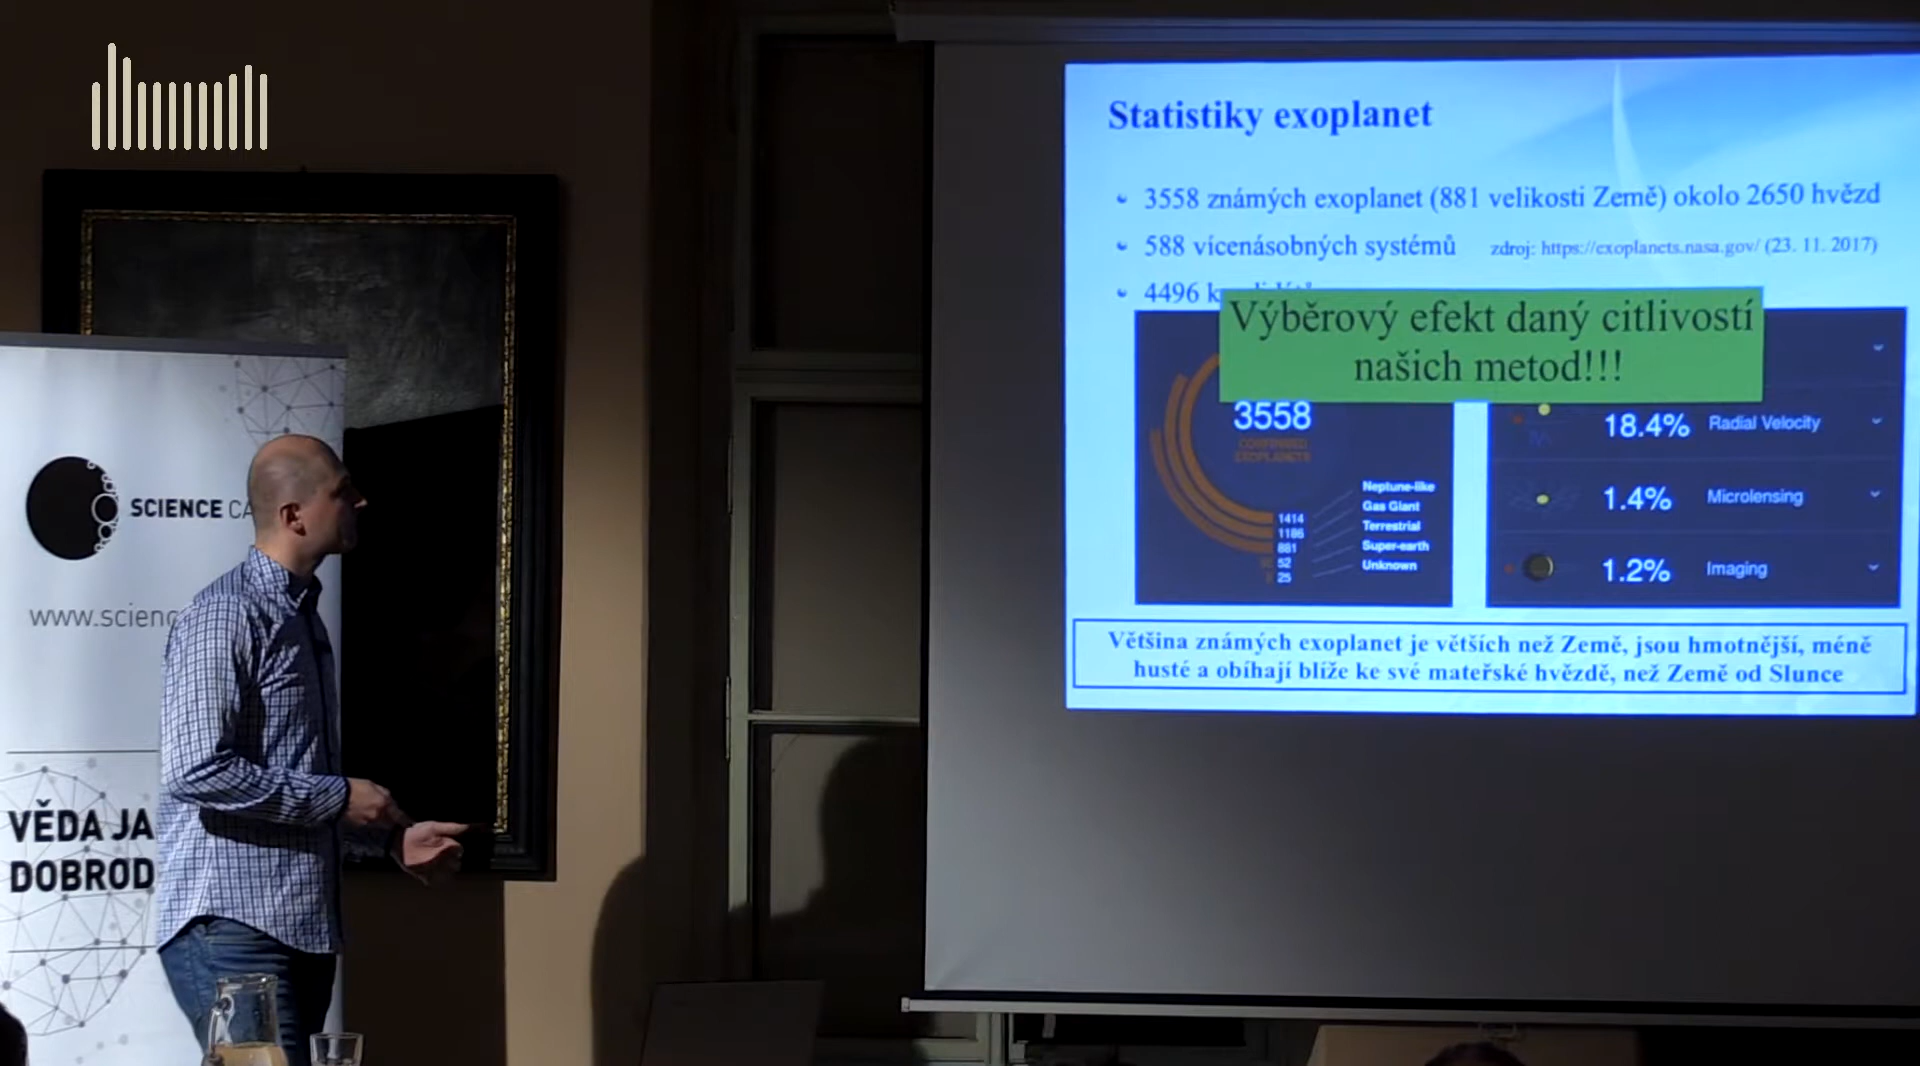 Statistiky exoplanet
3558 známých exoplanet (881 velikosti Země) okolo 2650 hvězd
588 vícenásobných systémů zdroj: https://exoplanets.nasa.gov/ (23. 11. 2017)
4496
Výběrový efekt daný citlivostí
našich metod!!!
3558
CONFIRMED
EXOPLANETS
Neptune-like
Gas Giant
Terrestrial
Super-earth
Unknown
1414
1186
881
52
25
18.4% Radial Velocity
1.4% Microlensing
1.2% Imaging
Většina známých exoplanet je větších než Země, jsou hmotnější, méně
husté a obíhají blíže ke své mateřské hvězdě, než Země od Slunce
SCIENCE CA
www.scienc
VĚDA JA
DOBROD